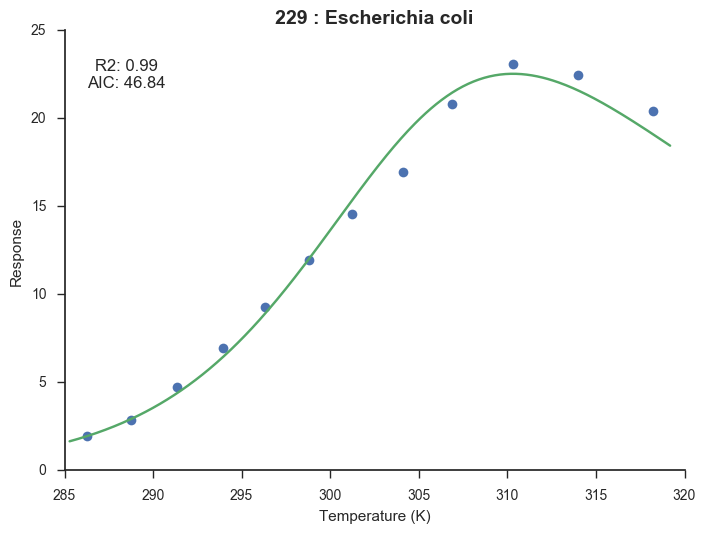 229 : Escherichia coli
R2: 0.99
AIC: 46.84
Response
25
20
15
10
5
0
285 290 295 300 305 310 315 320
Temperature (K)